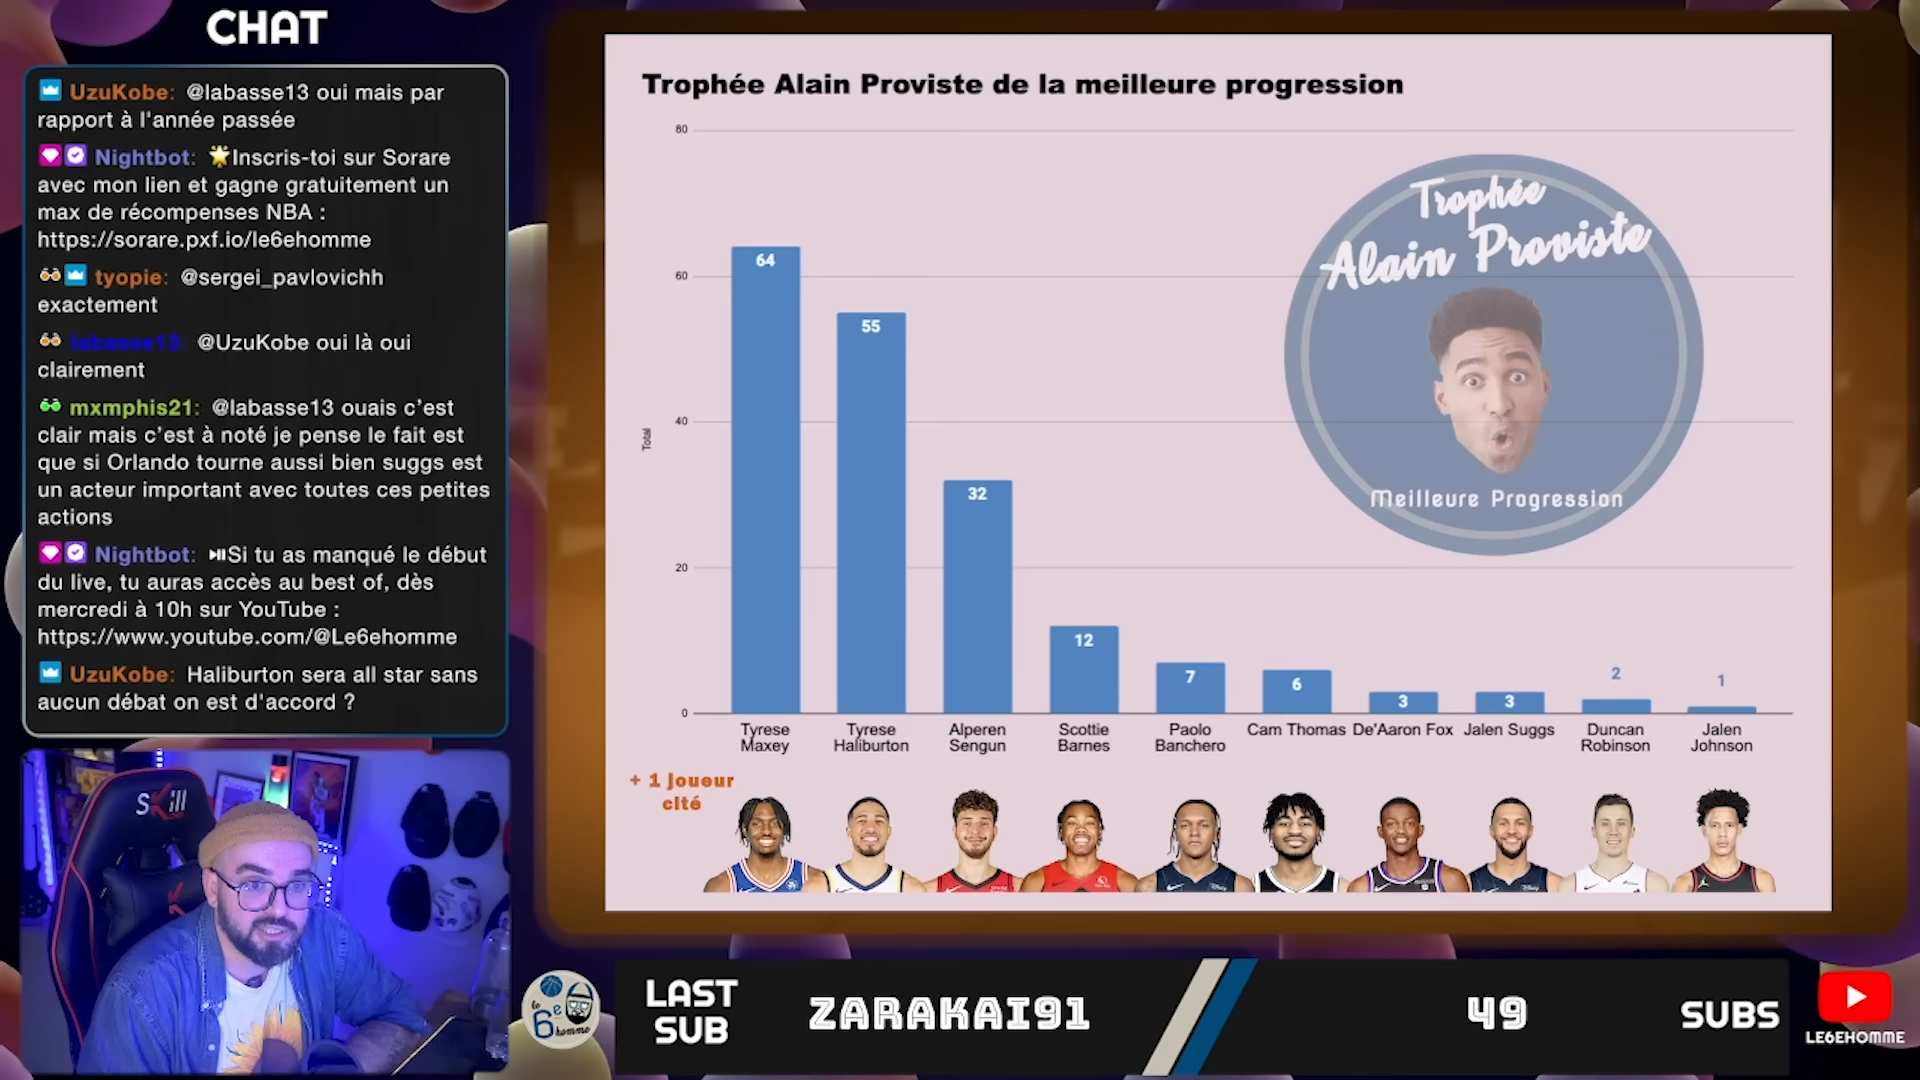 CHAT
UzuKobe: @labasse13 oui mais par
rapport à l'année passée
Nightbot: 🌟Inscris-toi sur Sorare
avec mon lien et gagne gratuitement un
max de récompenses NBA :
https://sorare.pxf.io/le6ehomme
tyopie: @sergei_pavlovichh
exactement
labasse13: @UzuKobe oui là oui
clairement
mxmphis21: @labasse13 ouais c'est
clair mais c'est à noté je pense le fait est
que si Orlando tourne aussi bien suggs est
un acteur important avec toutes ces petites
actions
Nightbot: ⏯Si tu as manqué le début
du live, tu auras accès au best of, dès
mercredi à 10h sur YouTube :
https://www.youtube.com/@Le6ehomme
UzuKobe: Haliburton sera all star sans
aucun débat on est d'accord ?
SKill
Trophée Alain Proviste de la meilleure progression
80
60
40
20
0
Total
64
55
32
12
7
6
3
3
2
1
Tyrese
Maxey
Tyrese
Haliburton
Alperen
Sengun
Scottie
Barnes
Paolo
Banchero
Cam Thomas
De'Aaron Fox
Jalen Suggs
Duncan
Robinson
Jalen
Johnson
+ 1 joueur
cité
Trophée
Alain Proviste
Meilleure Progression
le
6e
homme
LAST
SUB
ZARAKAI91
49
SUBS
LE6EHOMME